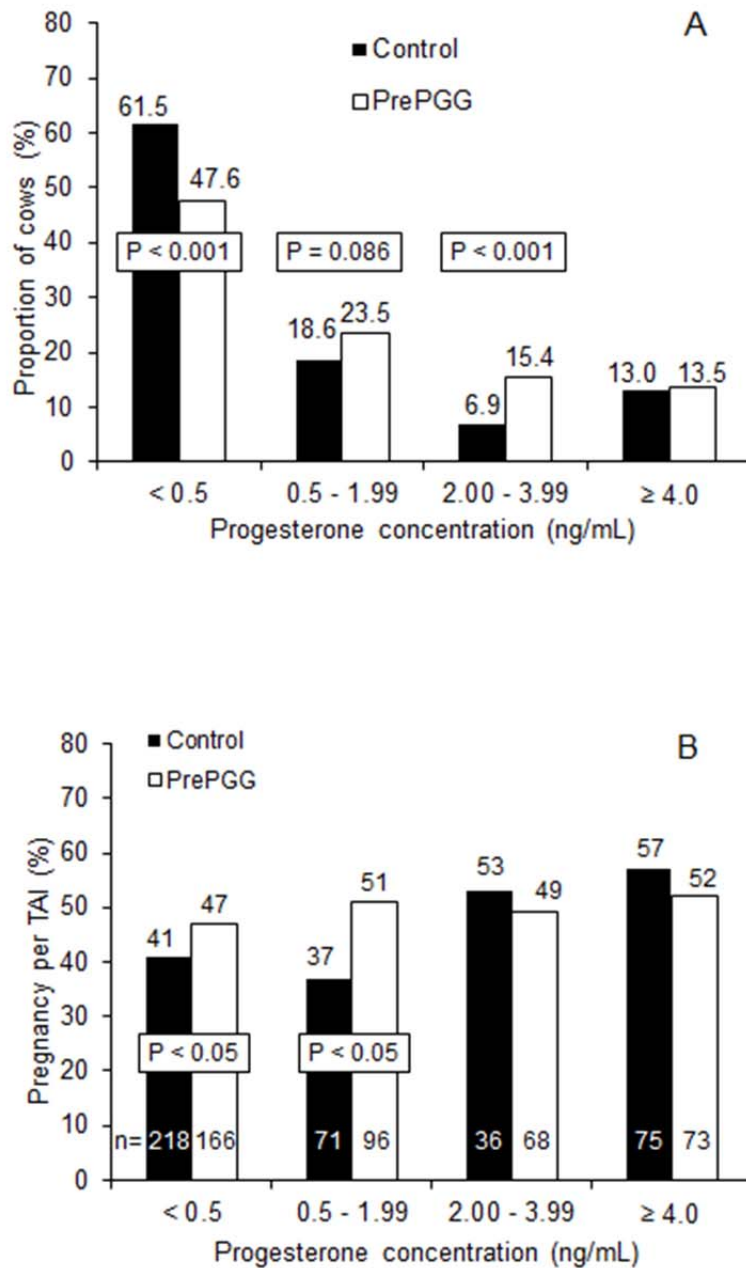 A
Control
PrePGG
Proportion of cows (%)
80
70
60
50
40
30
20
10
0
61.5
47.6
18.6
23.5
6.9
15.4
13.0
13.5
P < 0.001
P = 0.086
P < 0.001
< 0.5
0.5 - 1.99
2.00 - 3.99
≥ 4.0
Progesterone concentration (ng/mL)
B
Control
PrePGG
Pregnancy per TAI (%)
80
70
60
50
40
30
20
10
0
41
47
37
51
53
49
57
52
P < 0.05
P < 0.05
n= 218 166
71 96
36 68
75 73
< 0.5
0.5 - 1.99
2.00 - 3.99
≥ 4.0
Progesterone concentration (ng/mL)